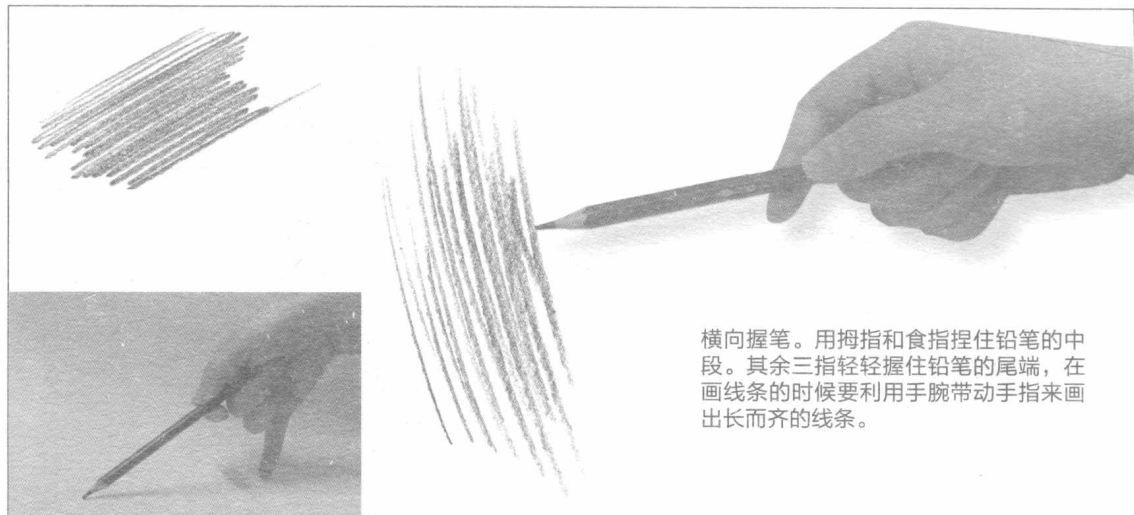 横向握笔。用拇指和食指捏住铅笔的中
段。其余三指轻轻握住铅笔的尾端，在
画线条的时候要利用手腕带动手指来画
出长而齐的线条。